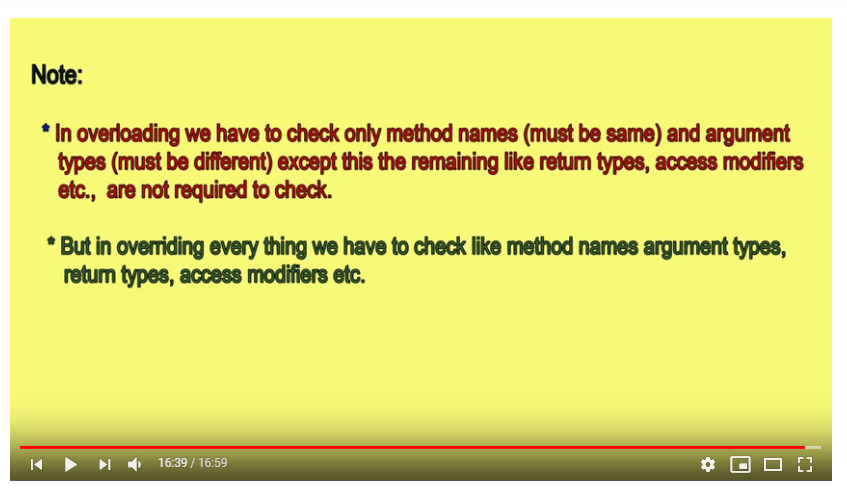 Note:
* In overloading we have to check only method names (must be same) and argument
types (must be different) except this the remaining like return types, access modifiers
etc., are not required to check.
* But in overriding every thing we have to check like method names argument types,
return types, access modifiers etc.
16:39 / 16:59